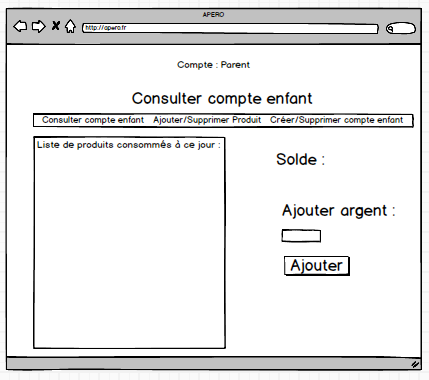 APERO
http://apero.fr
Compte : Parent
Consulter compte enfant
Consulter compte enfant Ajouter/Supprimer Produit Créer/Supprimer compte enfant
Liste de produits consommés à ce jour :
Solde :
Ajouter argent :
Ajouter